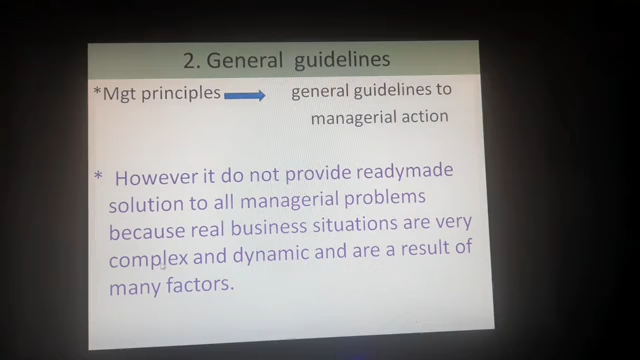 2. General guidelines
*Mgt principles general guidelines to
managerial action
* However it do not provide readymade
solution to all managerial problems
because real business situations are very
complex and dynamic and are a result of
many factors.